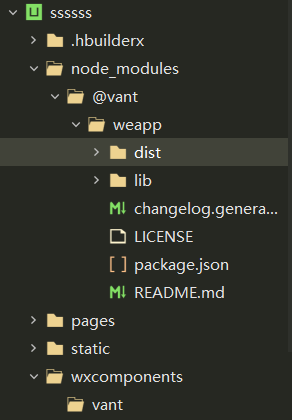 ssssss
.hbuilderx
node_modules
@vant
weapp
dist
lib
changelog.genera...
LICENSE
package.json
README.md
pages
static
wxcomponents
vant